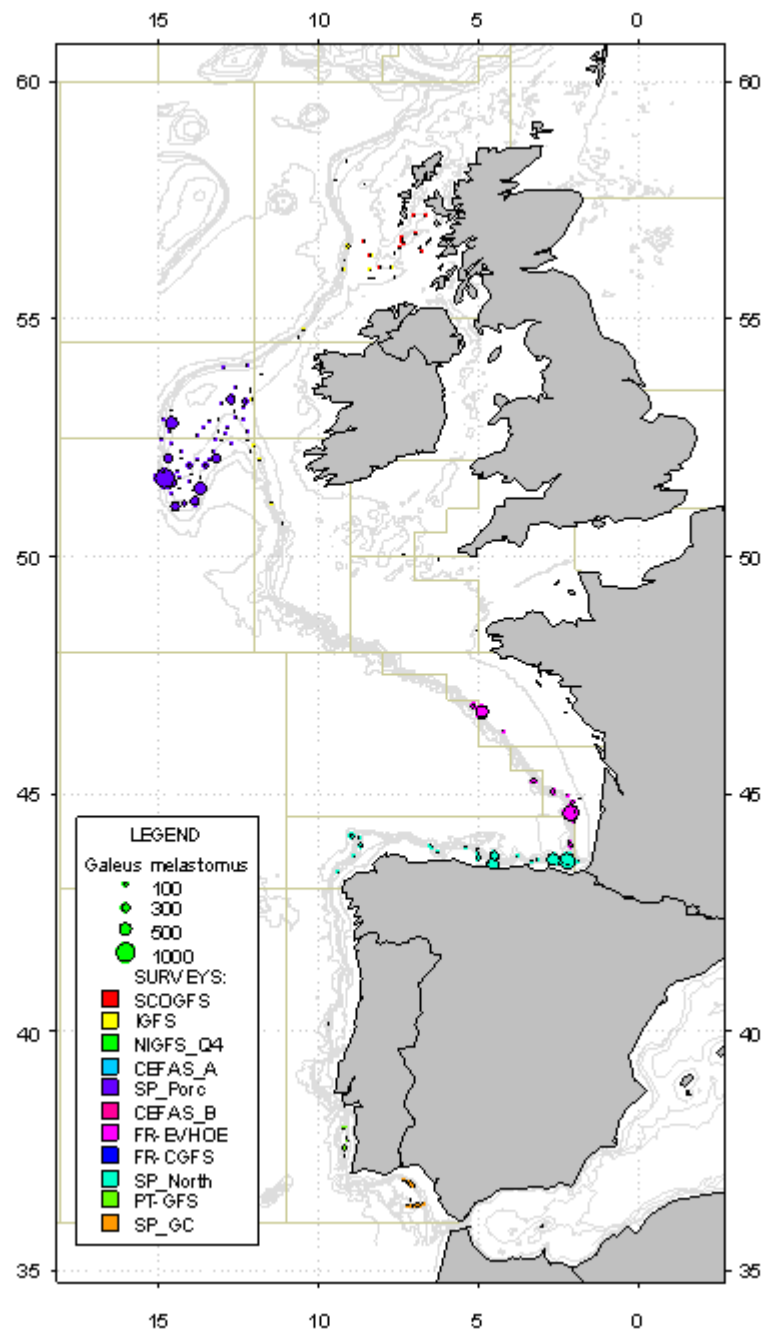 15 10 5 0
60 60
55 55
50 50
45 45
LEGEND
Galeus melastomus
100
300
500
1000
SURVEYS:
SCOGFS
IGFS
NIGFS_Q4
CEFAS_A
SP_Porc
CEFAS_B
FR-EVHOE
FR-CGFS
SP_North
PT-GFS
SP_GC
40 40
35 35
15 10 5 0